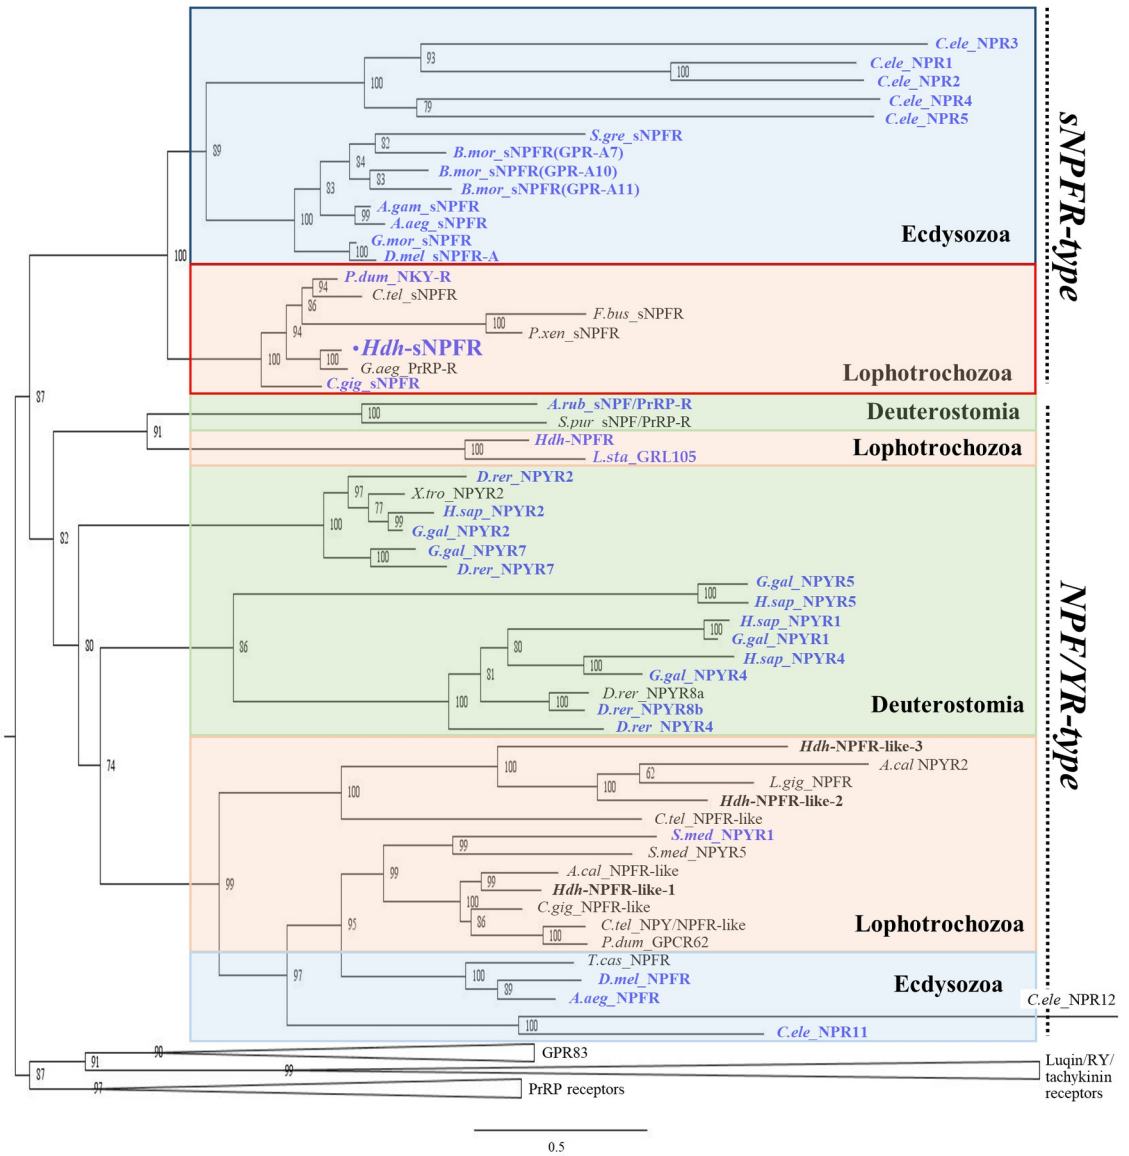 C.ele_NPR3
93
C.ele_NPR1
100
C.ele_NPR2
100
C.ele_NPR4
79
C.ele_NPR5
89
S.gre_sNPFR
82
B.mor_sNPFR(GPR-A7)
84
B.mor_sNPFR(GPR-A10)
83
83
B.mor_sNPFR(GPR-A11)
A.gam_sNPFR
99
100
A.aeg_sNPFR
Ecdysozoa
G.mor_sNPFR
100
D.mel_sNPFR-A
sNPFR-type
100
P.dum_NKY-R
94
C.tel_sNPFR
86
F.bus_sNPFR
100
94
P.xen_sNPFR
•Hdh-sNPFR
100
100
G.aeg_PrRP-R
Lophotrochozoa
C.gig_sNPFR
87
A.rub_sNPF/PrRP-R
100
Deuterostomia
S.pur_sNPF/PrRP-R
91
Hdh-NPFR
100
Lophotrochozoa
L.sta_GRL105
D.rer_NPYR2
97
X.tro_NPYR2
77
H.sap_NPYR2
99
100
G.gal_NPYR2
82
G.gal_NPYR7
100
D.rer_NPYR7
G.gal_NPYR5
100
H.sap_NPYR5
H.sap_NPYR1
100
G.gal_NPYR1
80
86
80
H.sap_NPYR4
100
81
G.gal_NPYR4
D.rer_NPYR8a
100
100
D.rer_NPYR8b
Deuterostomia
D.rer_NPYR4
NPF/YR-type
Hdh-NPFR-like-3
74
100
A.cal NPYR2
62
L.gig_NPFR
100
100
Hdh-NPFR-like-2
C.tel_NPFR-like
S.med_NPYR1
99
S.med_NPYR5
99
A.cal_NPFR-like
99
99
Hdh-NPFR-like-1
100
C.gig_NPFR-like
86
95
C.tel_NPY/NPFR-like
100
Lophotrochozoa
P.dum_GPCR62
T.cas_NPFR
97
100
D.mel_NPFR
89
Ecdysozoa
A.aeg_NPFR
C.ele_NPR12
100
C.ele_NPR11
90
GPR83
91
99
Luqin/RY/
tachykinin
receptors
87
97
PrRP receptors
0.5